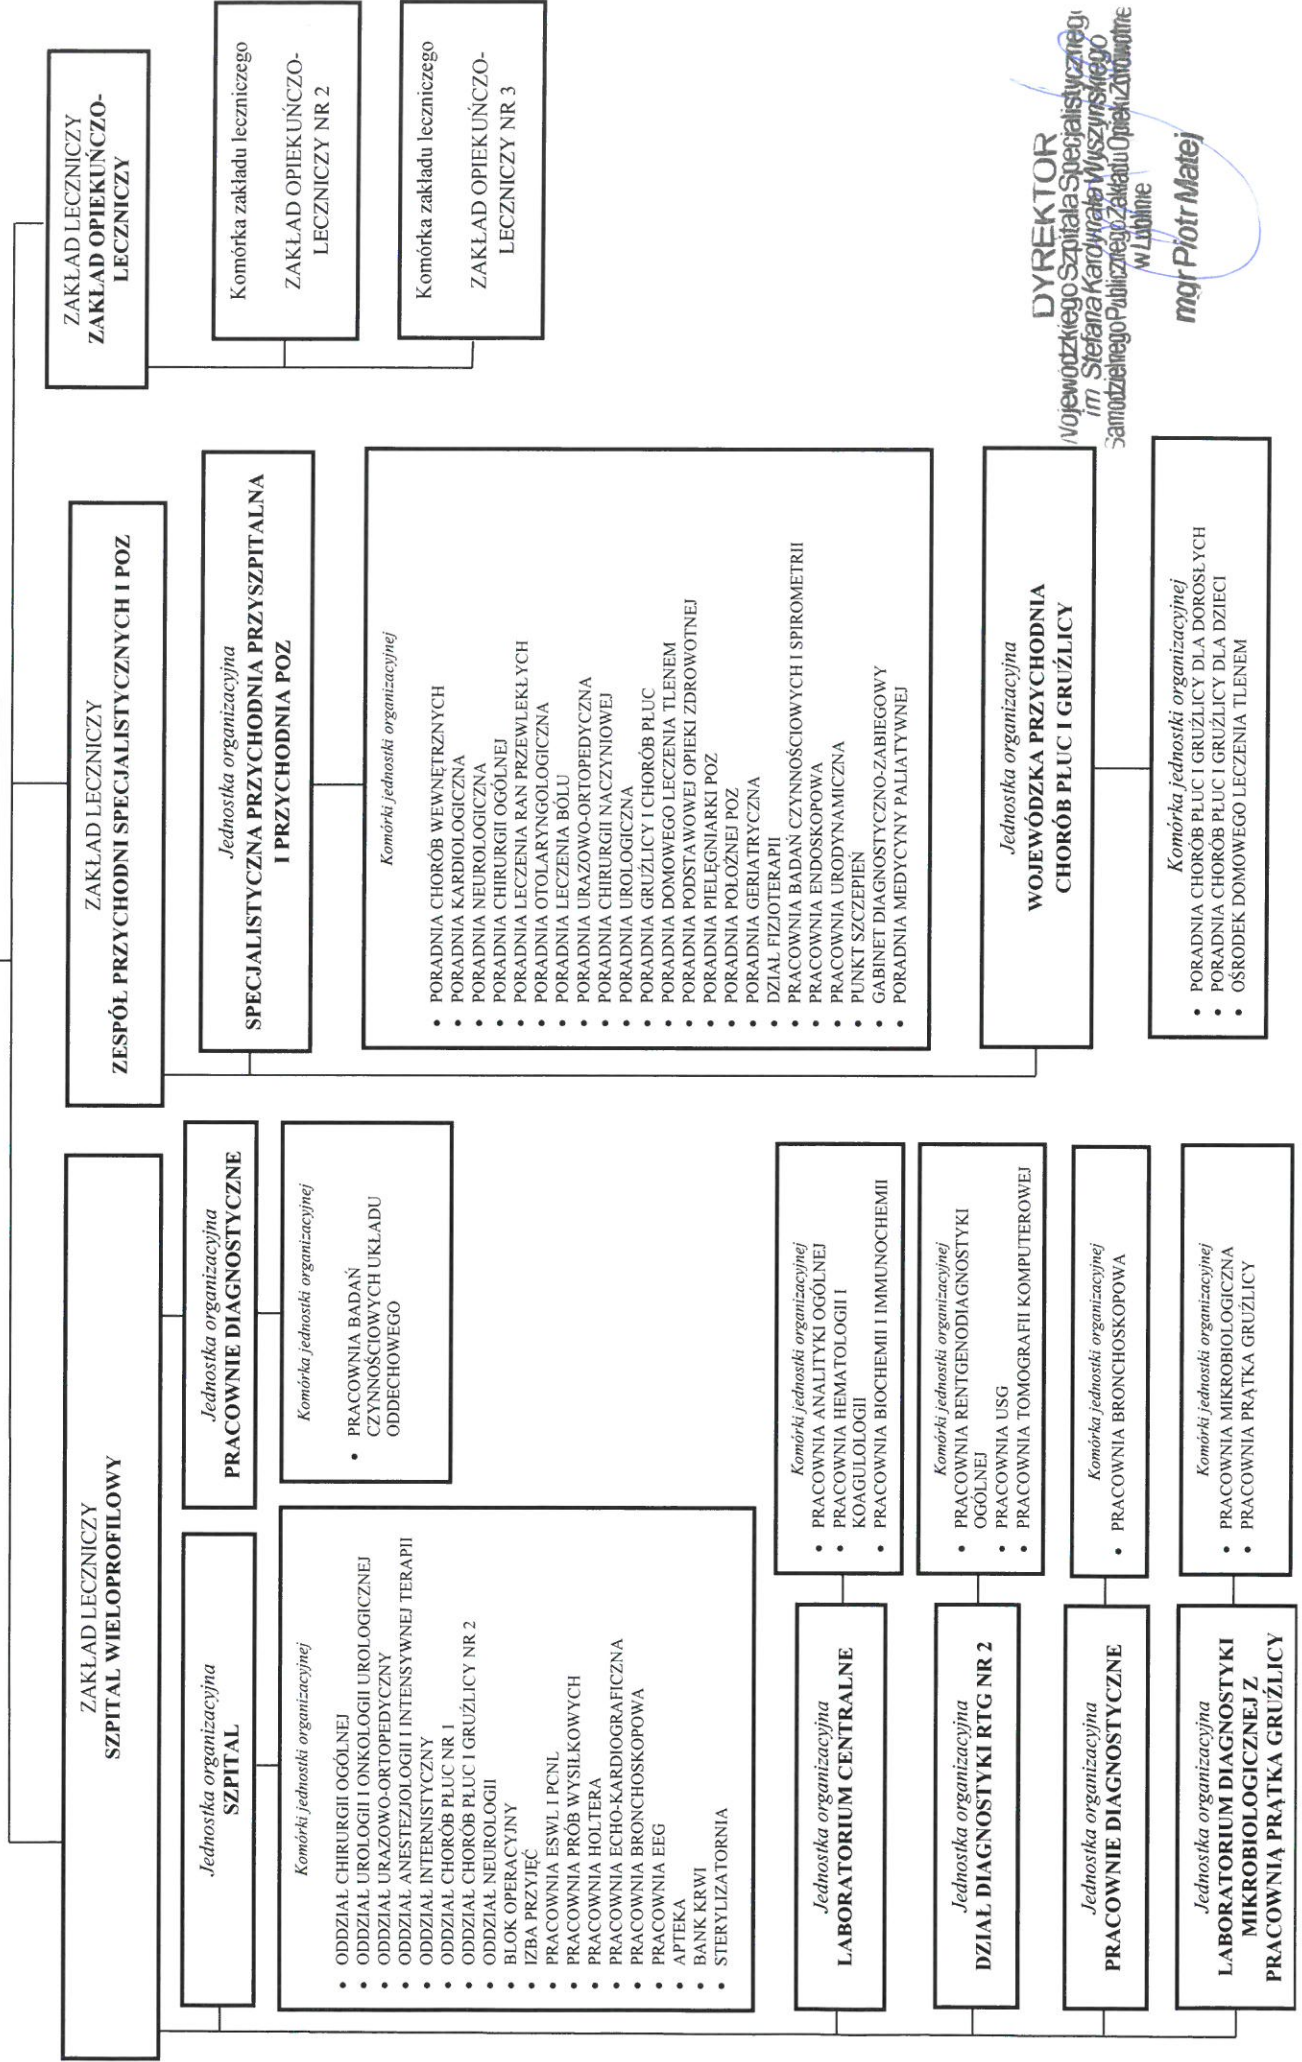 ZAKŁAD LECZNICZY
SZPITAL WIELOPROFILOWY
Jednostka organizacyjna
SZPITAL
Komórki jednostki organizacyjnej
• ODDZIAŁ CHIRURGII OGÓLNEJ
• ODDZIAŁ UROLOGII I ONKOLOGII UROLOGICZNEJ
• ODDZIAŁ URAZOWO-ORTOPEDYCZNY
• ODDZIAŁ ANESTEZJOLOGII I INTENSYWNEJ TERAPII
• ODDZIAŁ INTERNISTYCZNY
• ODDZIAŁ CHORÓB PŁUC NR 1
• ODDZIAŁ CHORÓB PŁUC I GRUŹLICY NR 2
• ODDZIAŁ NEUROLOGII
• BLOK OPERACYJNY
• IZBA PRZYJĘĆ
• PRACOWNIA ESWL I PCNL
• PRACOWNIA PRÓB WYSIŁKOWYCH
• PRACOWNIA HOLTERA
• PRACOWNIA ECHO-KARDIOGRAFICZNA
• PRACOWNIA BRONCHOSKOPOWA
• PRACOWNIA EEG
• APTEKA
• BANK KRWI
• STERYLIZATORNIA
Jednostka organizacyjna
PRACOWNIE DIAGNOSTYCZNE
Komórka jednostki organizacyjnej
• PRACOWNIA BADAŃ
CZYNNOŚCIOWYCH UKŁADU
ODDECHOWEGO
Jednostka organizacyjna
LABORATORIUM CENTRALNE
Komórki jednostki organizacyjnej
• PRACOWNIA ANALITYKI OGÓLNEJ
• PRACOWNIA HEMATOLOGII I
KOAGULOLOGII
• PRACOWNIA BIOCHEMII I IMMUNOCHEMII
Jednostka organizacyjna
DZIAŁ DIAGNOSTYKI RTG NR 2
Komórki jednostki organizacyjnej
• PRACOWNIA RENTGENODIAGNOSTYKI
OGÓLNEJ
• PRACOWNIA USG
• PRACOWNIA TOMOGRAFII KOMPUTEROWEJ
Jednostka organizacyjna
PRACOWNIE DIAGNOSTYCZNE
Komórka jednostki organizacyjnej
• PRACOWNIA BRONCHOSKOPOWA
Jednostka organizacyjna
LABORATORIUM DIAGNOSTYKI
MIKROBIOLOGICZNEJ Z
PRACOWNIĄ PRĄTKA GRUŹLICY
Komórki jednostki organizacyjnej
• PRACOWNIA MIKROBIOLOGICZNA
• PRACOWNIA PRĄTKA GRUŹLICY
ZAKŁAD LECZNICZY
ZESPÓŁ PRZYCHODNI SPECJALISTYCZNYCH I POZ
Jednostka organizacyjna
SPECJALISTYCZNA PRZYCHODNIA PRZYSZPITALNA
I PRZYCHODNIA POZ
Komórki jednostki organizacyjnej
• PORADNIA CHORÓB WEWNĘTRZNYCH
• PORADNIA KARDIOLOGICZNA
• PORADNIA NEUROLOGICZNA
• PORADNIA CHIRURGII OGÓLNEJ
• PORADNIA LECZENIA RAN PRZEWLEKŁYCH
• PORADNIA OTOLARYNGOLOGICZNA
• PORADNIA LECZENIA BÓLU
• PORADNIA URAZOWO-ORTOPEDYCZNA
• PORADNIA CHIRURGII NACZYNIOWEJ
• PORADNIA UROLOGICZNA
• PORADNIA GRUŹLICY I CHORÓB PŁUC
• PORADNIA DOMOWEGO LECZENIA TLENEM
• PORADNIA PODSTAWOWEJ OPIEKI ZDROWOTNEJ
• PORADNIA PIELĘGNIARKI POZ
• PORADNIA POŁOŻNEJ POZ
• PORADNIA GERIATRYCZNA
• DZIAŁ FIZJOTERAPII
• PRACOWNIA BADAŃ CZYNNOŚCIOWYCH I SPIROMETRII
• PRACOWNIA ENDOSKOPOWA
• PRACOWNIA URODYNAMICZNA
• PUNKT SZCZEPIEŃ
• GABINET DIAGNOSTYCZNO-ZABIEGOWY
• PORADNIA MEDYCYNY PALIATYWNEJ
Jednostka organizacyjna
WOJEWÓDZKA PRZYCHODNIA
CHORÓB PŁUC I GRUŹLICY
Komórka jednostki organizacyjnej
• PORADNIA CHORÓB PŁUC I GRUŹLICY DLA DOROSŁYCH
• PORADNIA CHORÓB PŁUC I GRUŹLICY DLA DZIECI
• OŚRODEK DOMOWEGO LECZENIA TLENEM
ZAKŁAD LECZNICZY
ZAKŁAD OPIEKUŃCZO-
LECZNICZY
Komórka zakładu leczniczego
ZAKŁAD OPIEKUŃCZO-
LECZNICZY NR 2
Komórka zakładu leczniczego
ZAKŁAD OPIEKUŃCZO-
LECZNICZY NR 3
DYREKTOR
Wojewódzkiego Szpitala Specjalistycznego
im Stefana Kardynała Wyszyńskiego
Samodzielnego Publicznego Zakładu Opieki Zdrowotne
w Lublinie
mgr Piotr Matej